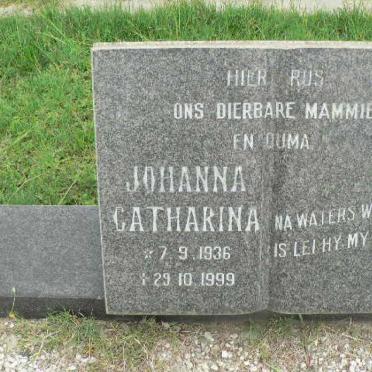 HIER RUS
ONS DIERBARE MAMMIE
EN OUMA
JOHANNA
CATHARINA
* 7. 9. 1936
† 29. 10. 1999
NA WATERS W
IS LEI HY MY